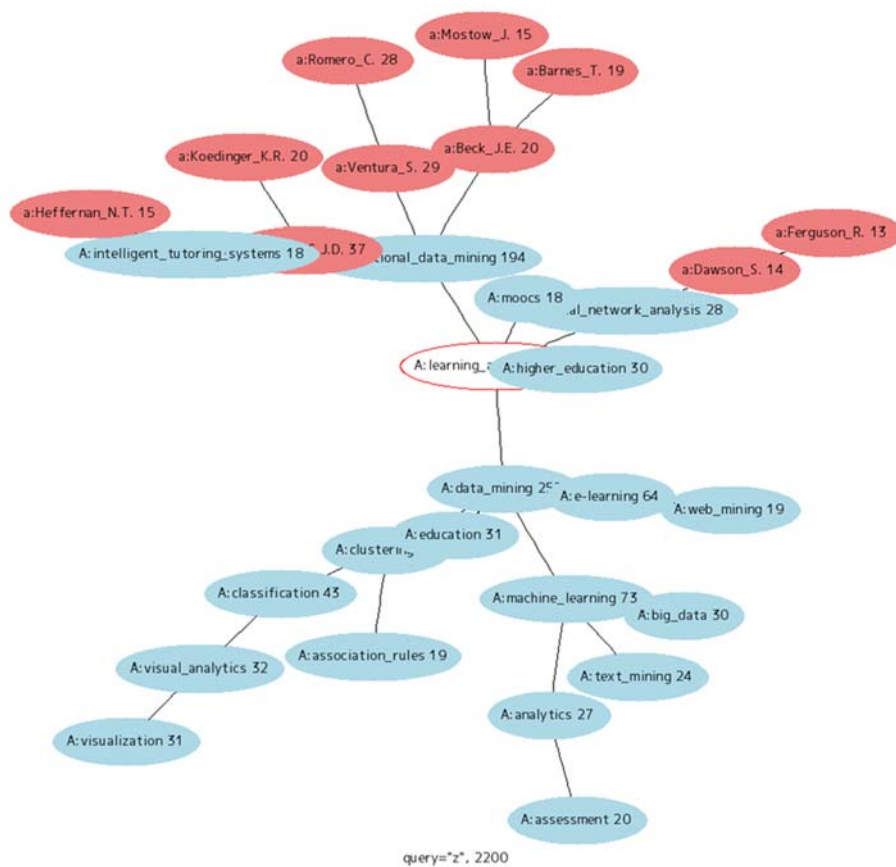 a:Mostow_J. 15
a:Romero_C. 28
a:Barnes_T. 19
a:Koedinger_K.R. 20
a:Ventura_S. 29
a:Beck_J.E. 20
a:Heffernan_N.T. 15
a:Ferguson_R. 13
A:intelligent_tutoring_systems 18
J.D. 37
tional_data_mining 194
a:Dawson_S. 14
A:moocs 18
al_network_analysis 28
A:learning_a
A:higher_education 30
A:data_mining 25
A:e-learning 64
A:web_mining 19
A:education 31
A:clustering
A:classification 43
A:machine_learning 73
A:big_data 30
A:association_rules 19
A:visual_analytics 32
A:text_mining 24
A:analytics 27
A:visualization 31
A:assessment 20
query="z", 2200